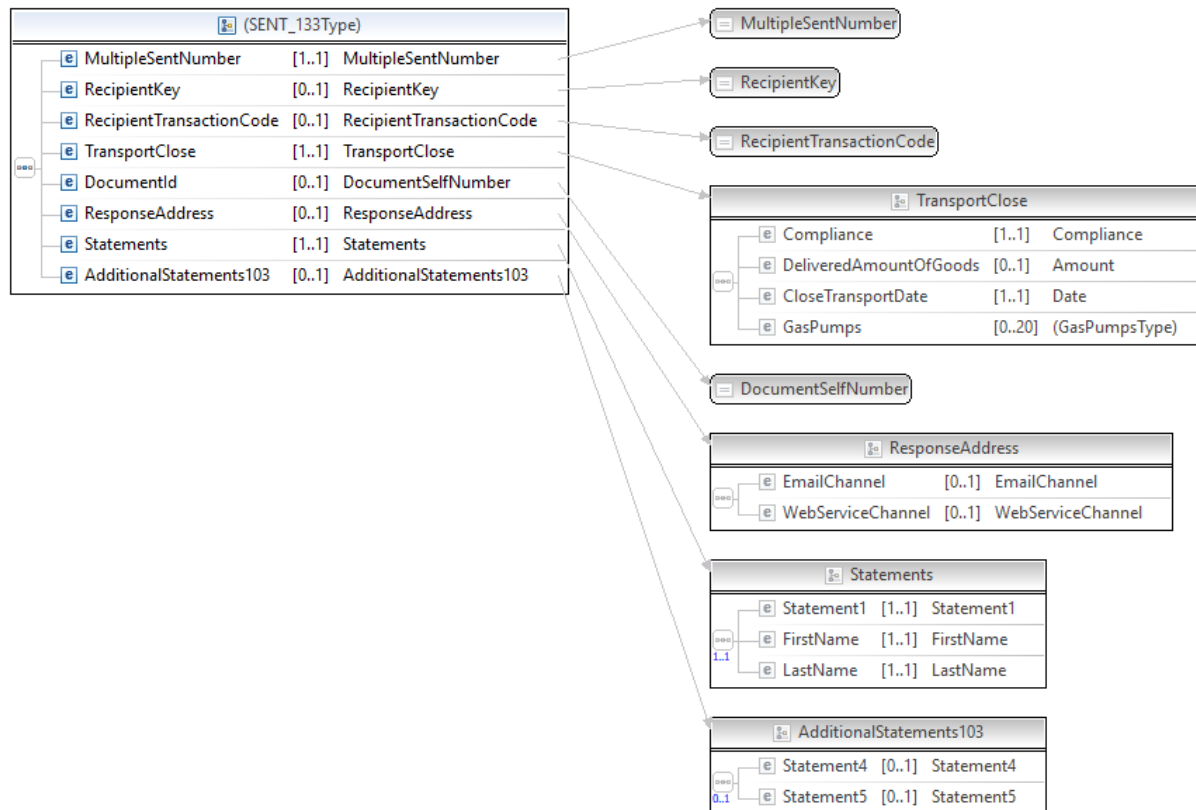 (SENT_133Type)
MultipleSentNumber [1..1] MultipleSentNumber
RecipientKey [0..1] RecipientKey
RecipientTransactionCode [0..1] RecipientTransactionCode
TransportClose [1..1] TransportClose
DocumentId [0..1] DocumentSelfNumber
ResponseAddress [0..1] ResponseAddress
Statements [1..1] Statements
AdditionalStatements103 [0..1] AdditionalStatements103
MultipleSentNumber
RecipientKey
RecipientTransactionCode
TransportClose
Compliance [1..1] Compliance
DeliveredAmountOfGoods [0..1] Amount
CloseTransportDate [1..1] Date
GasPumps [0..20] (GasPumpsType)
DocumentSelfNumber
ResponseAddress
EmailChannel [0..1] EmailChannel
WebServiceChannel [0..1] WebServiceChannel
Statements
Statement1 [1..1] Statement1
FirstName [1..1] FirstName
1..1
LastName [1..1] LastName
AdditionalStatements103
Statement4 [0..1] Statement4
0..1
Statement5 [0..1] Statement5